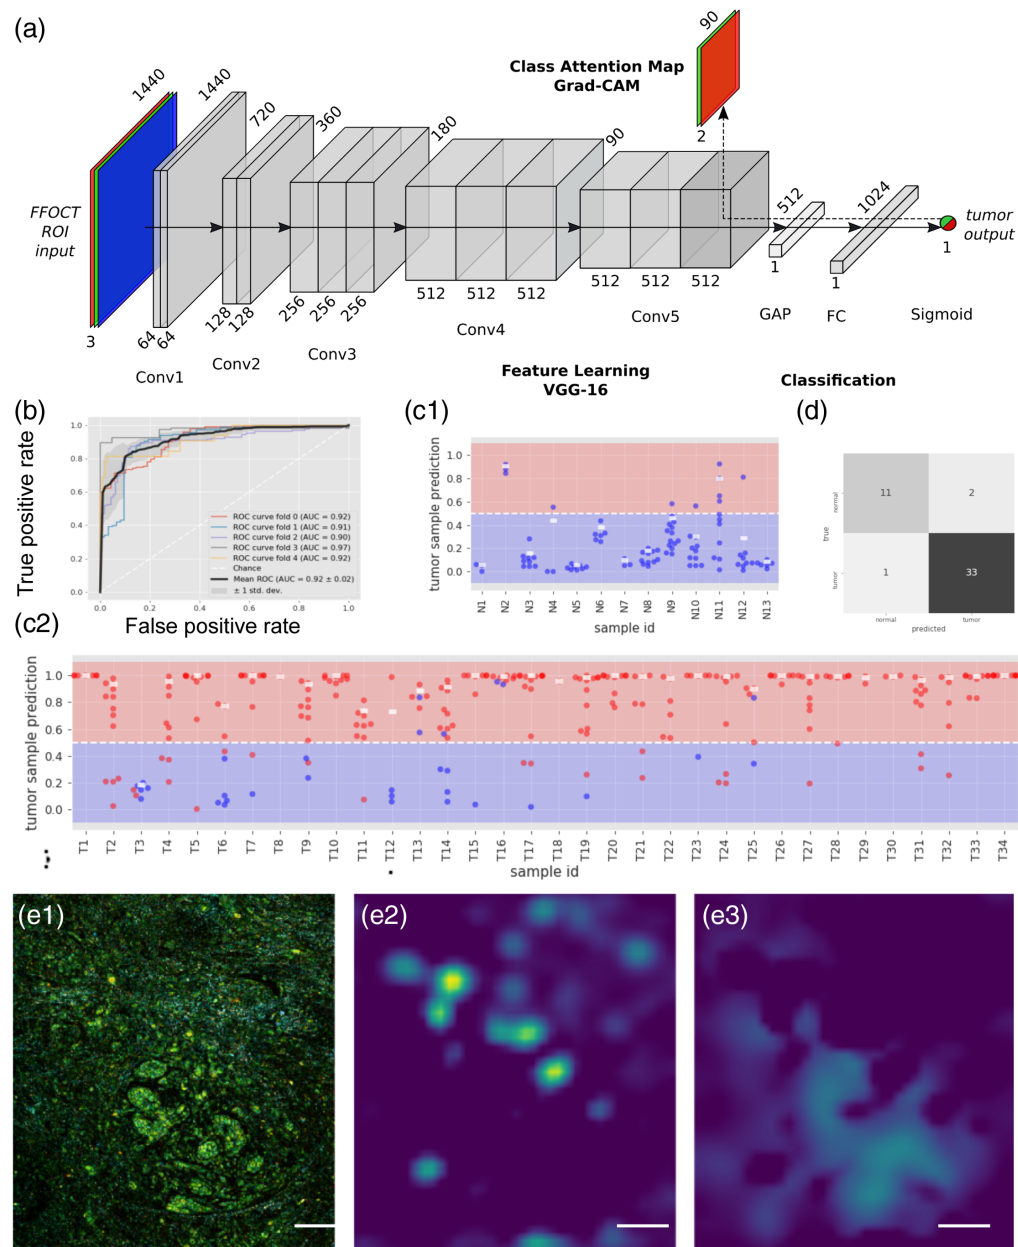 (a)
1440
1440
720
360
180
90
90
512
1024
Class Attention Map
Grad-CAM
2
FFOCT
ROI
input
tumor
output
3
64
64
128
128
256
256
256
512
512
512
512
512
512
1
1
1
Conv1
Conv2
Conv3
Conv4
Conv5
GAP
FC
Sigmoid
Feature Learning
VGG-16
Classification
(b)
True positive rate
1.0
0.8
0.6
0.4
0.2
0.0
0.0
0.2
0.4
0.6
0.8
1.0
ROC curve fold 0 (AUC = 0.92)
ROC curve fold 1 (AUC = 0.91)
ROC curve fold 2 (AUC = 0.90)
ROC curve fold 3 (AUC = 0.97)
ROC curve fold 4 (AUC = 0.92)
Chance
Mean ROC (AUC = 0.92 ± 0.02)
± 1 std. dev.
False positive rate
(c1)
tumor sample prediction
1.0
0.8
0.6
0.4
0.2
0.0
N1
N2
N3
N4
N5
N6
N7
N8
N9
N10
N11
N12
N13
sample id
(d)
true
normal
tumor
11
2
1
33
normal
tumor
predicted
(c2)
tumor sample prediction
1.0
0.8
0.6
0.4
0.2
0.0
T1
T2
T3
T4
T5
T6
T7
T8
T9
T10
T11
T12
T13
T14
T15
T16
T17
T18
T19
T20
T21
T22
T23
T24
T25
T26
T27
T28
T29
T30
T31
T32
T33
T34
sample id
(e1)
(e2)
(e3)